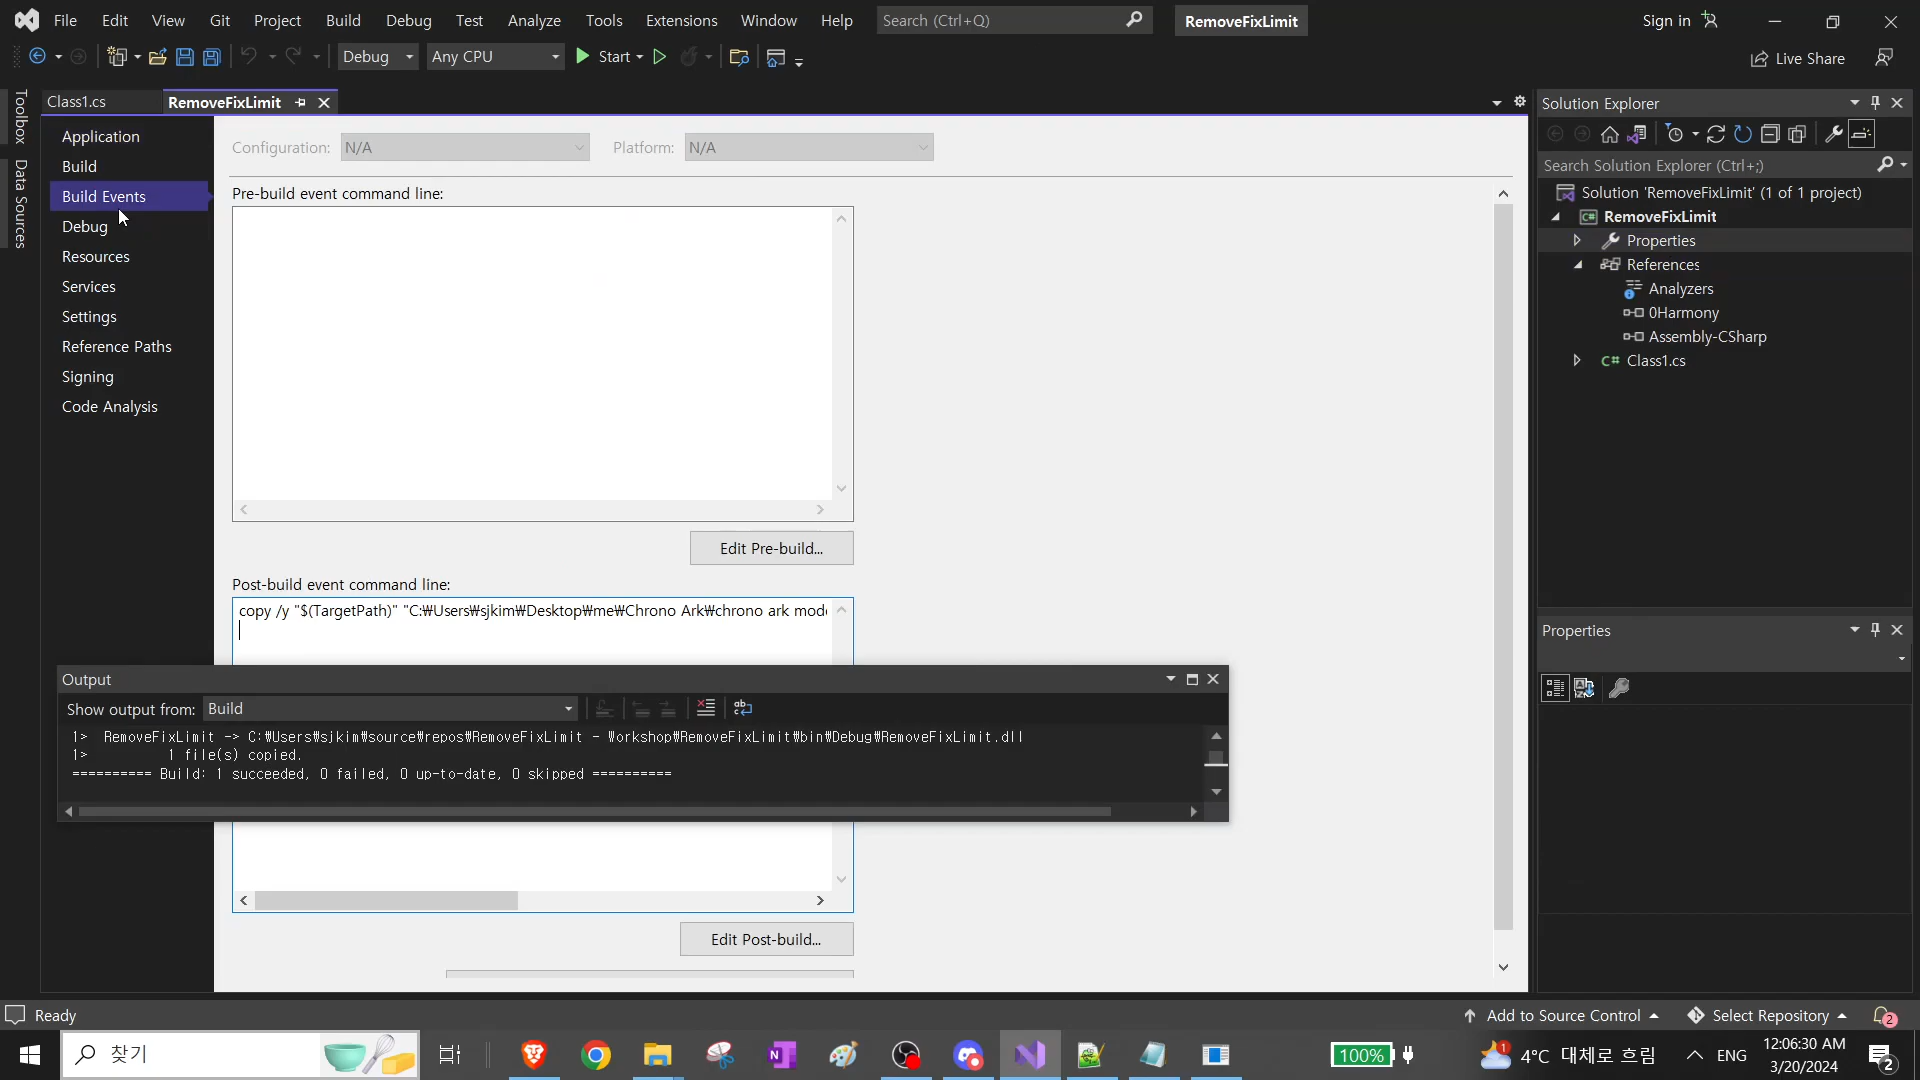 File Edit View Git Project Build Debug Test Analyze Tools Extensions Window Help Search (Ctrl+Q) RemoveFixLimit Sign in
Debug Any CPU Start Live Share
Toolbox
Data Sources
Class1.cs RemoveFixLimit
Application
Build
Build Events
Debug
Resources
Services
Settings
Reference Paths
Signing
Code Analysis
Configuration: N/A Platform: N/A
Pre-build event command line:
Edit Pre-build...
Post-build event command line:
copy /y "$(TargetPath)" "C:₩Users₩sjkim₩Desktop₩me₩Chrono Ark₩chrono ark mod
Edit Post-build...
Output
Show output from: Build
1> RemoveFixLimit -> C:₩Users₩sjkim₩source₩repos₩RemoveFixLimit - Workshop₩RemoveFixLimit₩bin₩Debug₩RemoveFixLimit.dll
1> 1 file(s) copied.
========== Build: 1 succeeded, 0 failed, 0 up-to-date, 0 skipped ==========
Solution Explorer
Search Solution Explorer (Ctrl+;)
Solution 'RemoveFixLimit' (1 of 1 project)
C# RemoveFixLimit
Properties
References
Analyzers
0Harmony
Assembly-CSharp
C# Class1.cs
Properties
Ready Add to Source Control Select Repository 2
찾기 100% 1 4°C 대체로 흐림 ENG 12:06:30 AM
3/20/2024 2